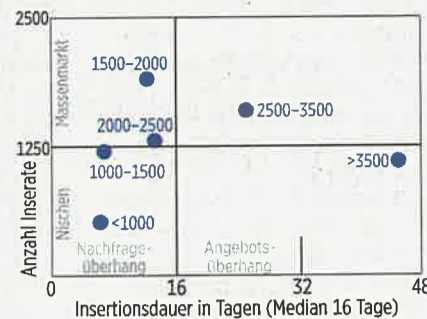 Anzahl Inserate
Massenmarkt
Nischen
2500
1250
1500–2000
2000–2500
1000–1500
<1000
2500–3500
>3500
Nachfrage-
überhang
Angebots-
überhang
0
16
32
48
Insertionsdauer in Tagen (Median 16 Tage)